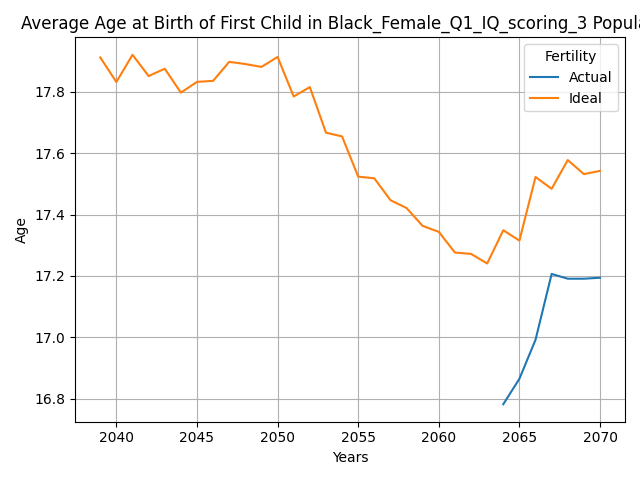 Average Age at Birth of First Child in Black_Female_Q1_IQ_scoring_3 Popula
Fertility
Actual
Ideal
17.8
17.6
17.4
17.2
17.0
16.8
Age
2040 2045 2050 2055 2060 2065 2070
Years